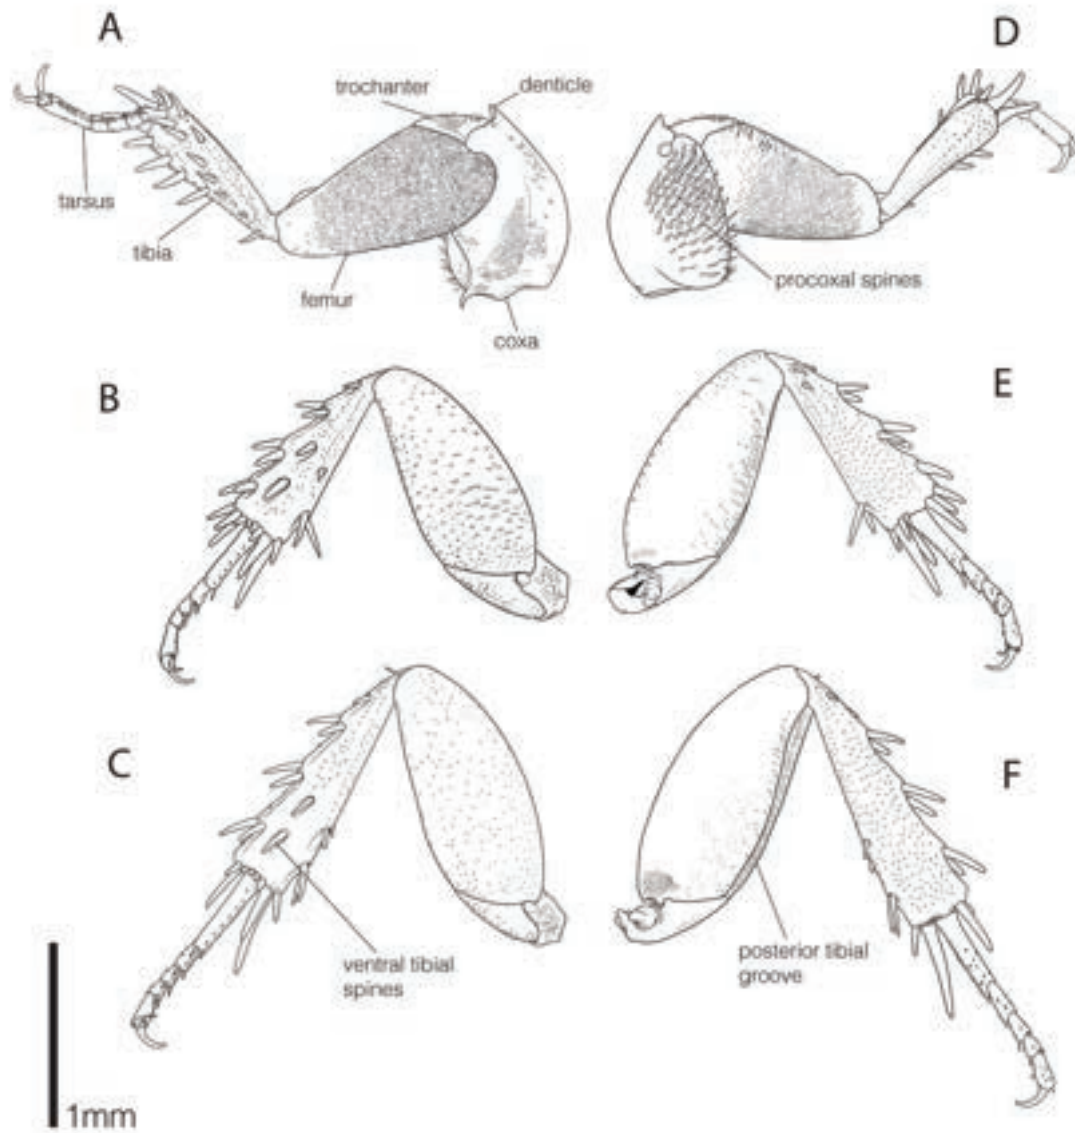 A
D
trochanter
denticle
tarsus
tibia
femur
coxa
procoxal spines
B
E
C
F
ventral tibial
spines
posterior tibial
groove
1mm